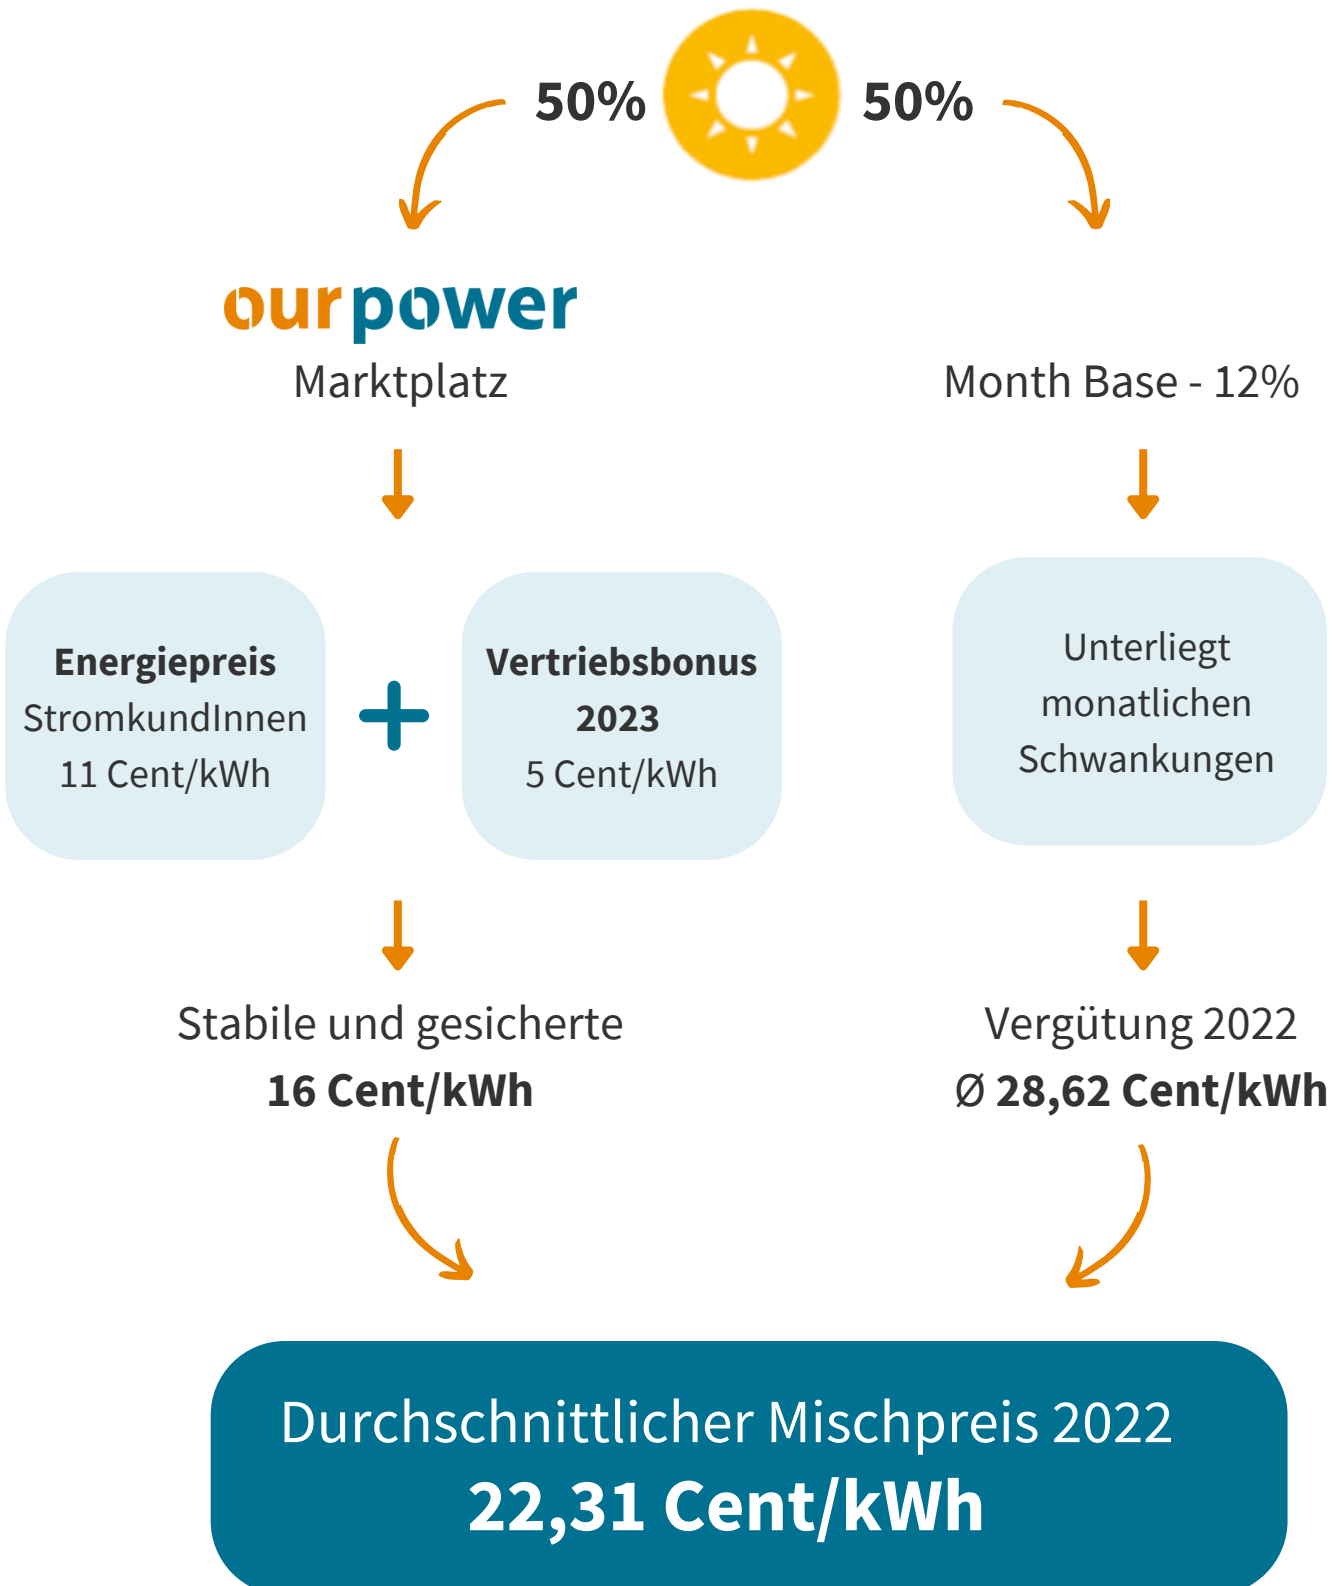 50%
50%
ourpower
Marktplatz
Month Base - 12%
Energiepreis
StromkundInnen
11 Cent/kWh
Vertriebsbonus
2023
5 Cent/kWh
Unterliegt
monatlichen
Schwankungen
Stabile und gesicherte
16 Cent/kWh
Vergütung 2022
Ø 28,62 Cent/kWh
Durchschnittlicher Mischpreis 2022
22,31 Cent/kWh